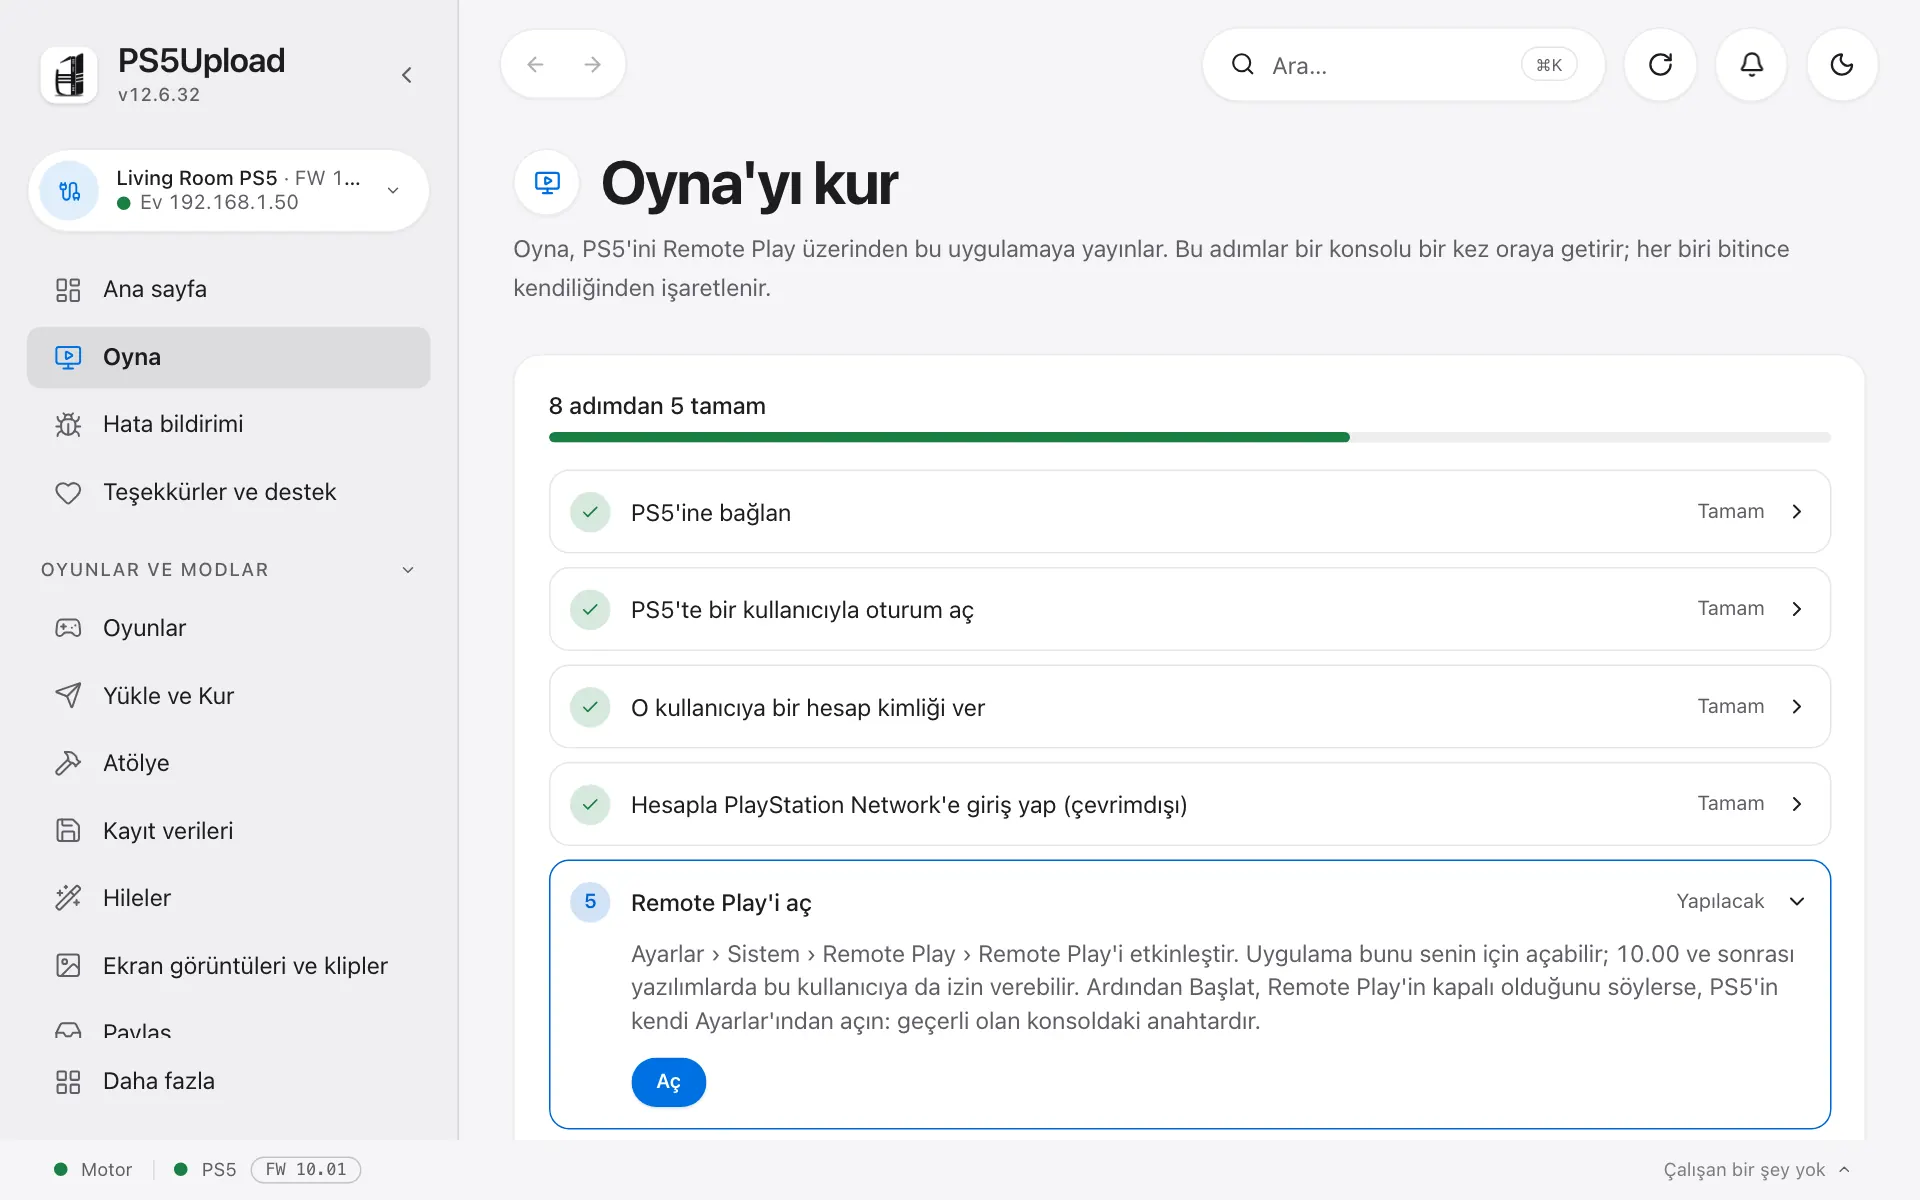 PS5Upload
v12.6.32
Living Room PS5 · FW 1...
Ev 192.168.1.50
Ana sayfa
Oyna
Hata bildirimi
Teşekkürler ve destek
OYUNLAR VE MODLAR
Oyunlar
Yükle ve Kur
Atölye
Kayıt verileri
Hileler
Ekran görüntüleri ve klipler
Paylaş
Daha fazla
Ara...
⌘K
Oyna'yı kur
Oyna, PS5'ini Remote Play üzerinden bu uygulamaya yayınlar. Bu adımlar bir konsolu bir kez oraya getirir; her biri bitince
kendiliğinden işaretlenir.
8 adımdan 5 tamam
PS5'ine bağlan
Tamam
PS5'te bir kullanıcıyla oturum aç
Tamam
O kullanıcıya bir hesap kimliği ver
Tamam
Hesapla PlayStation Network'e giriş yap (çevrimdışı)
Tamam
5
Remote Play'i aç
Yapılacak
Ayarlar › Sistem › Remote Play › Remote Play'i etkinleştir. Uygulama bunu senin için açabilir; 10.00 ve sonrası
yazılımlarda bu kullanıcıya da izin verebilir. Ardından Başlat, Remote Play'in kapalı olduğunu söylerse, PS5'in
kendi Ayarlar'ından açın: geçerli olan konsoldaki anahtardır.
Aç
Motor
PS5
FW 10.01
Çalışan bir şey yok